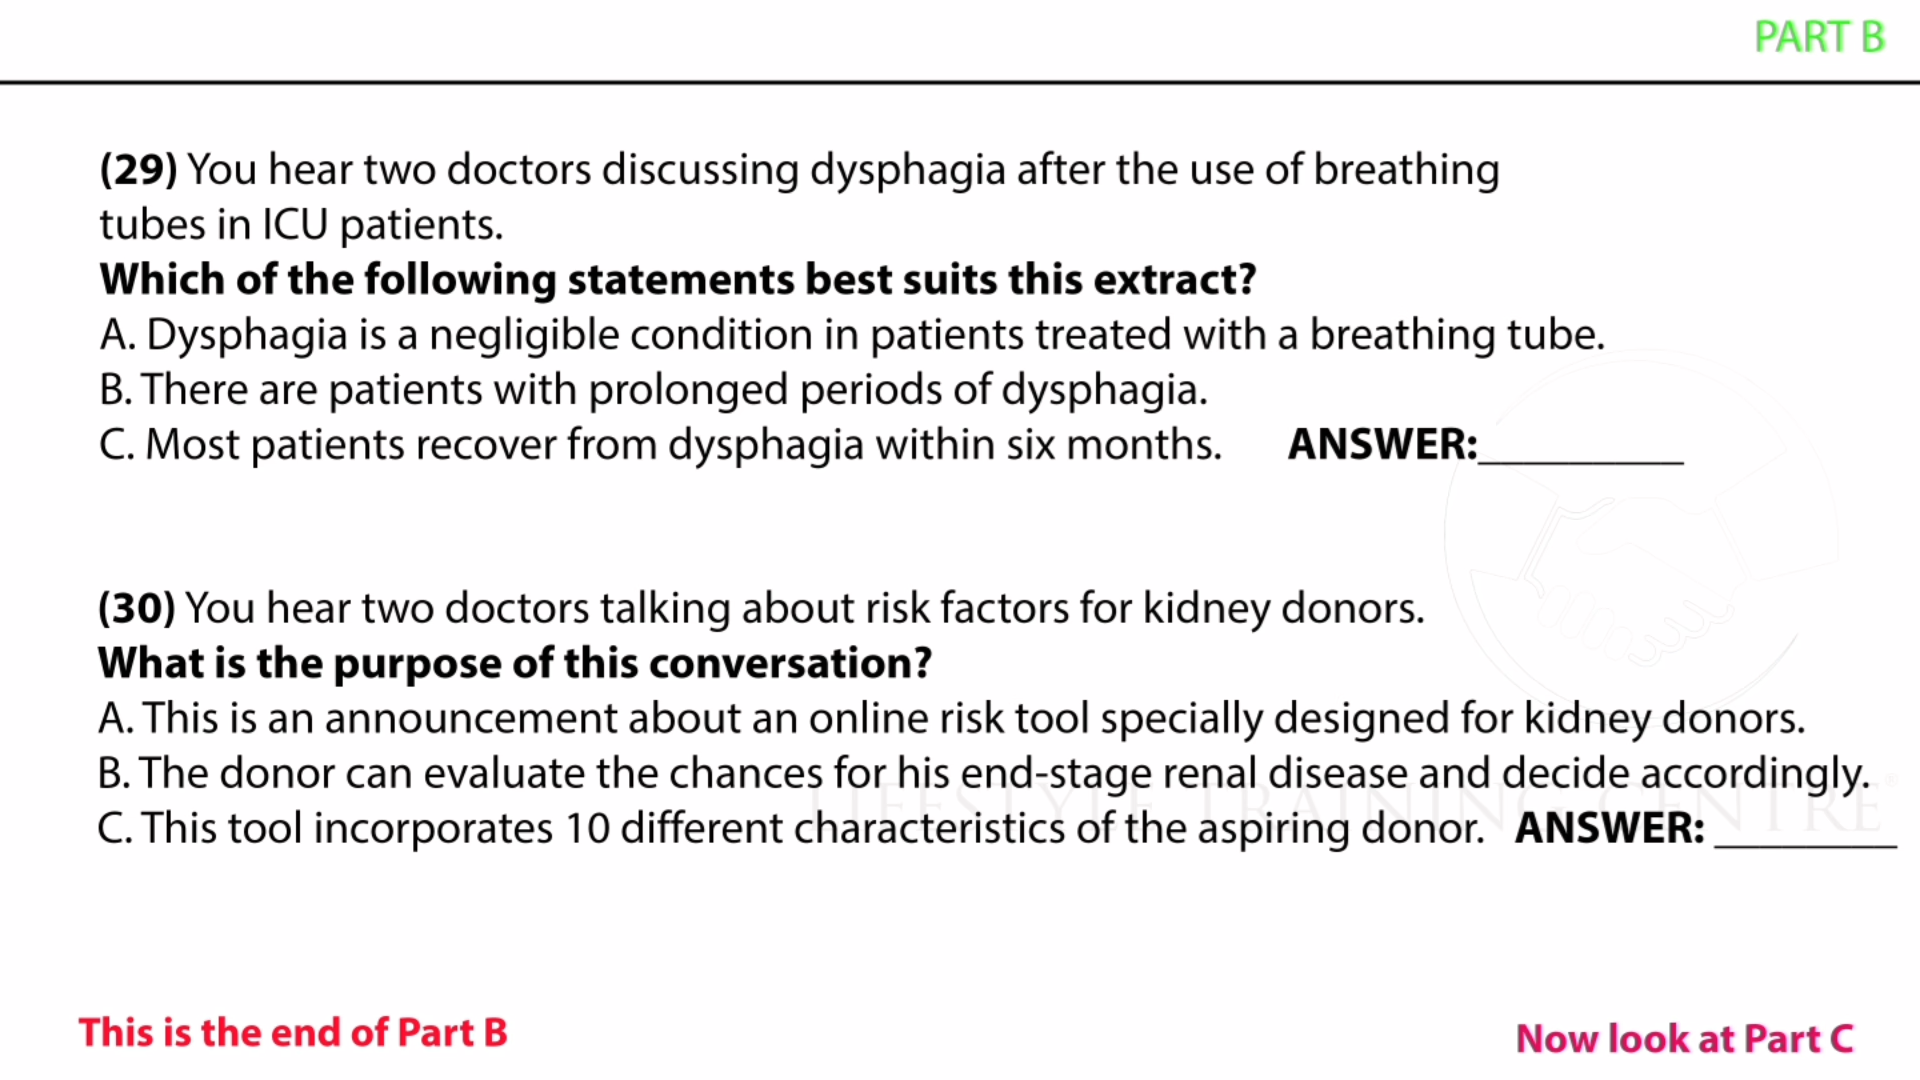 PART B
(29) You hear two doctors discussing dysphagia after the use of breathing
tubes in ICU patients.
Which of the following statements best suits this extract?
A. Dysphagia is a negligible condition in patients treated with a breathing tube.
B. There are patients with prolonged periods of dysphagia.
C. Most patients recover from dysphagia within six months. ANSWER:_________
(30) You hear two doctors talking about risk factors for kidney donors.
What is the purpose of this conversation?
A. This is an announcement about an online risk tool specially designed for kidney donors.
B. The donor can evaluate the chances for his end-stage renal disease and decide accordingly.
LIFESTYLE TRAINING CENTRE®
C. This tool incorporates 10 different characteristics of the aspiring donor. ANSWER: ________
This is the end of Part B
Now look at Part C